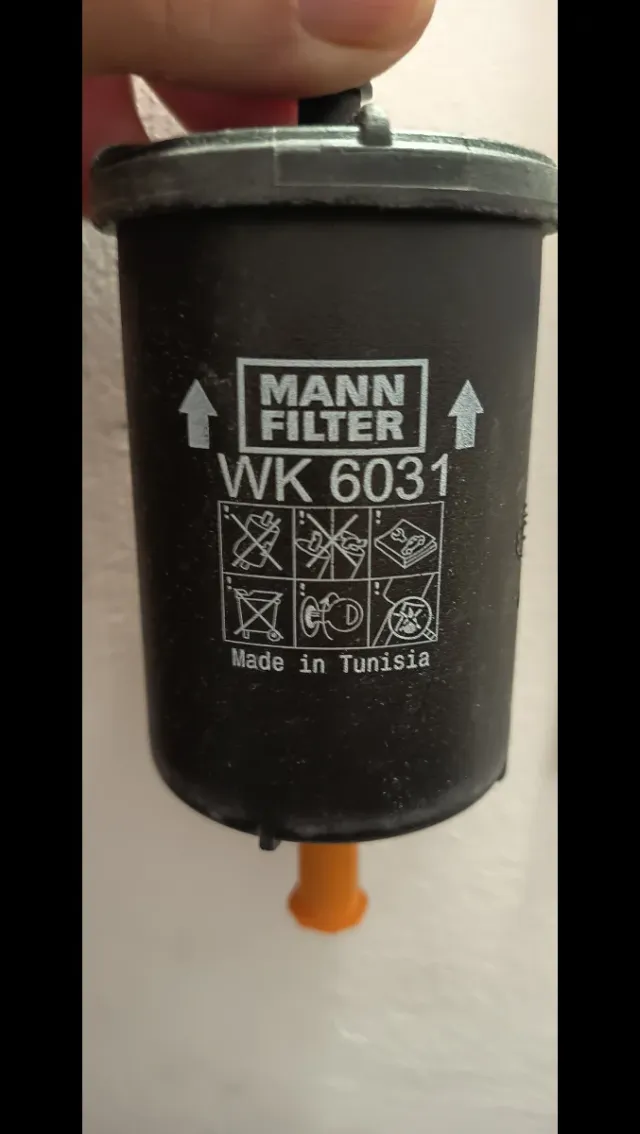 MANN
FILTER
WK 6031
Made in Tunisia